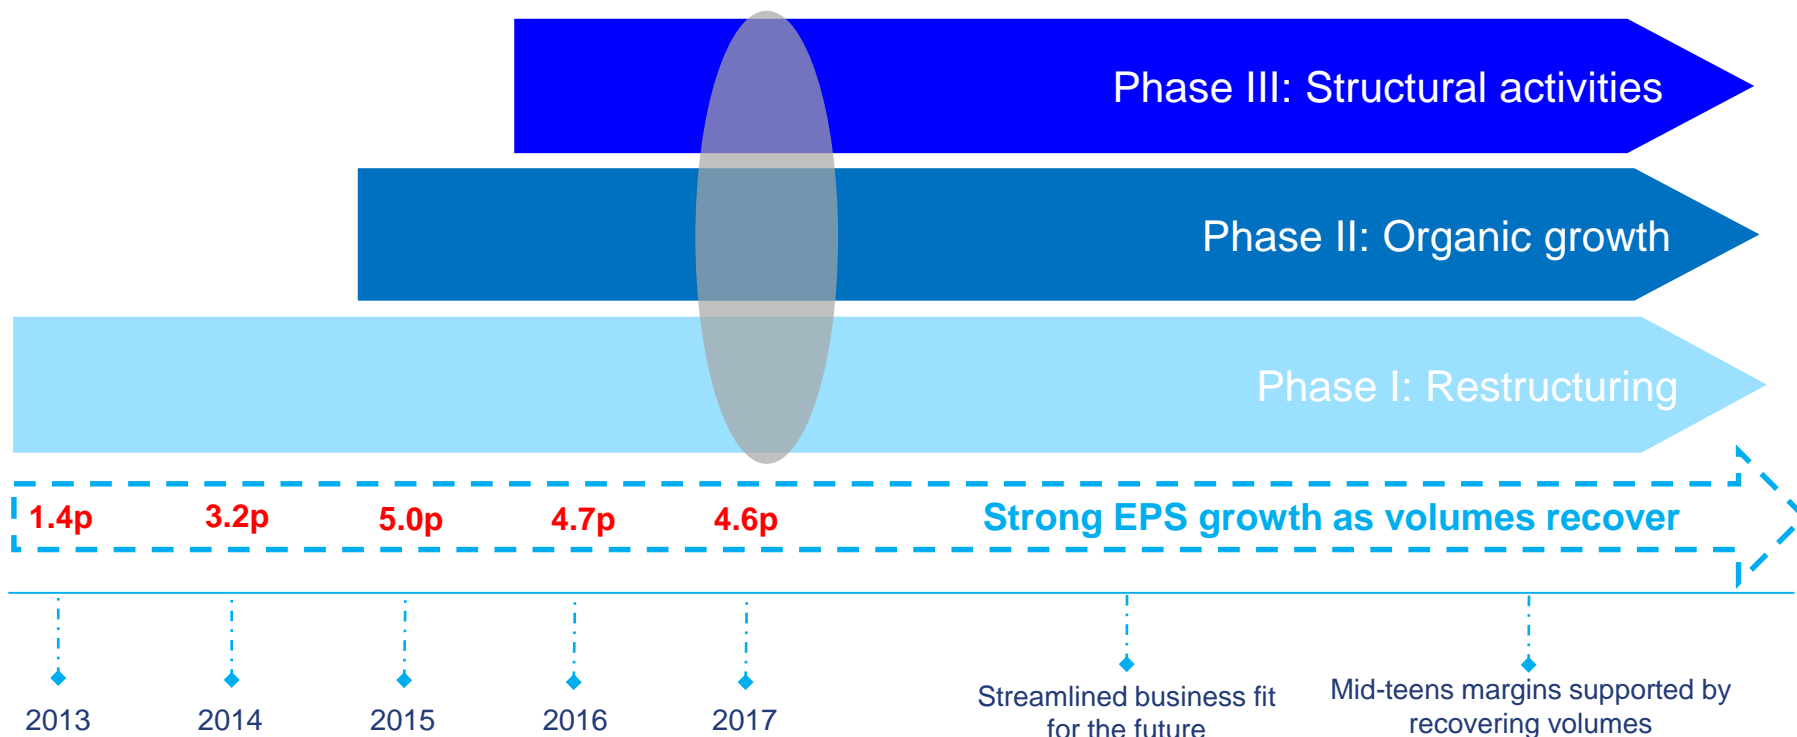 Phase III: Structural activities
Phase II: Organic growth
Phase I: Restructuring
1.4p 3.2p 5.0p 4.7p 4.6p Strong EPS growth as volumes recover
2013 2014 2015 2016 2017
Streamlined business fit
for the future
Mid-teens margins supported by
recovering volumes